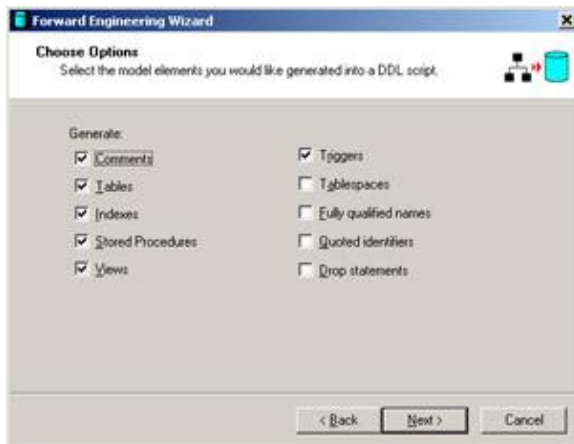 Forward Engineering Wizard
Choose Options
Select the model elements you would like generated into a DDL script.
Generate:
Comments
Tables
Indexes
Stored Procedures
Views
Triggers
Tablespaces
Fully qualified names
Quoted identifiers
Drop statements
< Back
Next >
Cancel